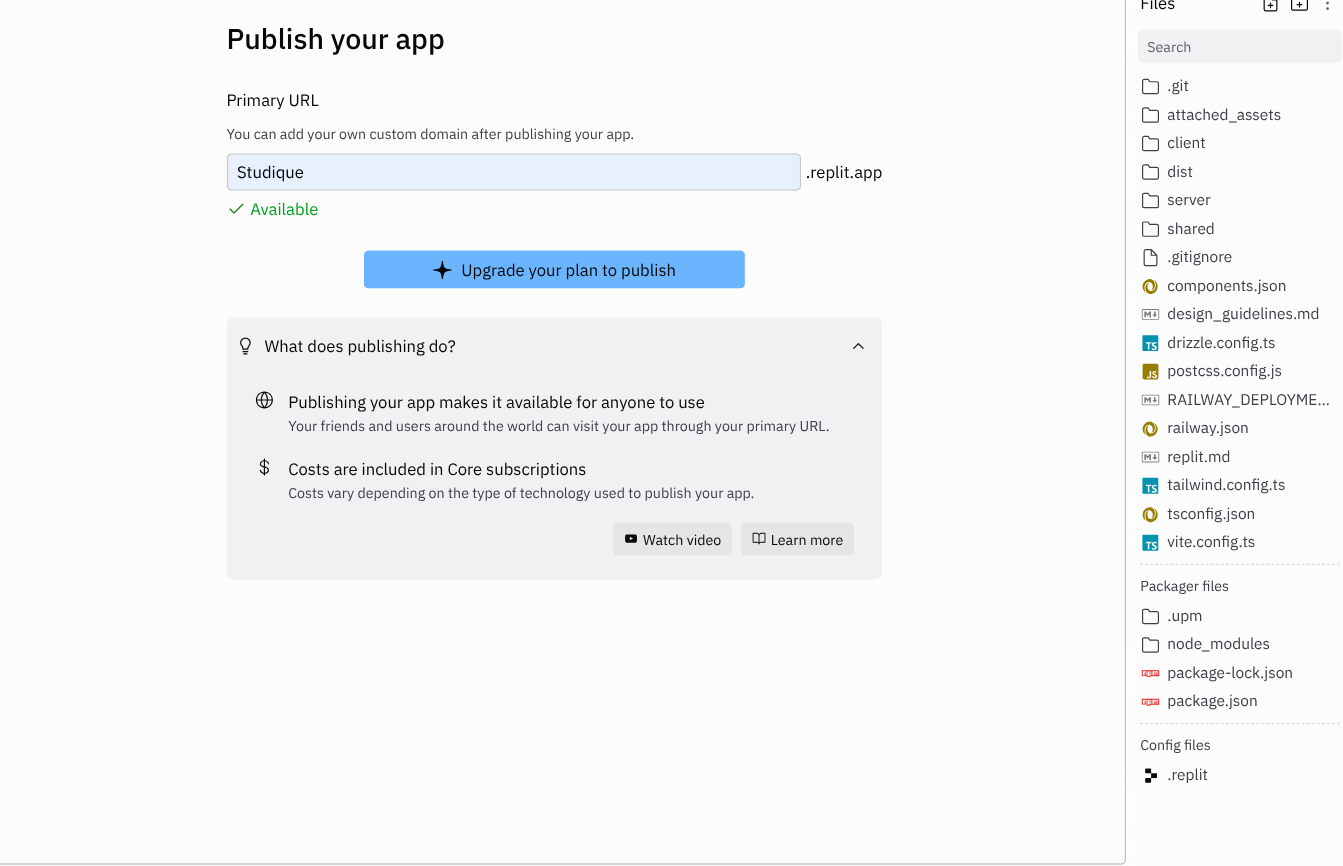 Publish your app
Primary URL
You can add your own custom domain after publishing your app.
Studique .replit.app
Available
Upgrade your plan to publish
What does publishing do?
Publishing your app makes it available for anyone to use
Your friends and users around the world can visit your app through your primary URL.
$ Costs are included in Core subscriptions
Costs vary depending on the type of technology used to publish your app.
Watch video Learn more
Files
Search
.git
attached_assets
client
dist
server
shared
.gitignore
components.json
M↓ design_guidelines.md
TS drizzle.config.ts
JS postcss.config.js
M↓ RAILWAY_DEPLOYME...
railway.json
M↓ replit.md
TS tailwind.config.ts
tsconfig.json
TS vite.config.ts
Packager files
.upm
node_modules
npm package-lock.json
npm package.json
Config files
.replit